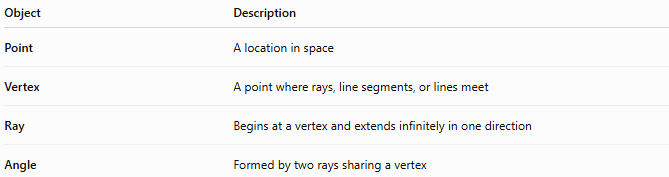 Object Description
Point A location in space
Vertex A point where rays, line segments, or lines meet
Ray Begins at a vertex and extends infinitely in one direction
Angle Formed by two rays sharing a vertex